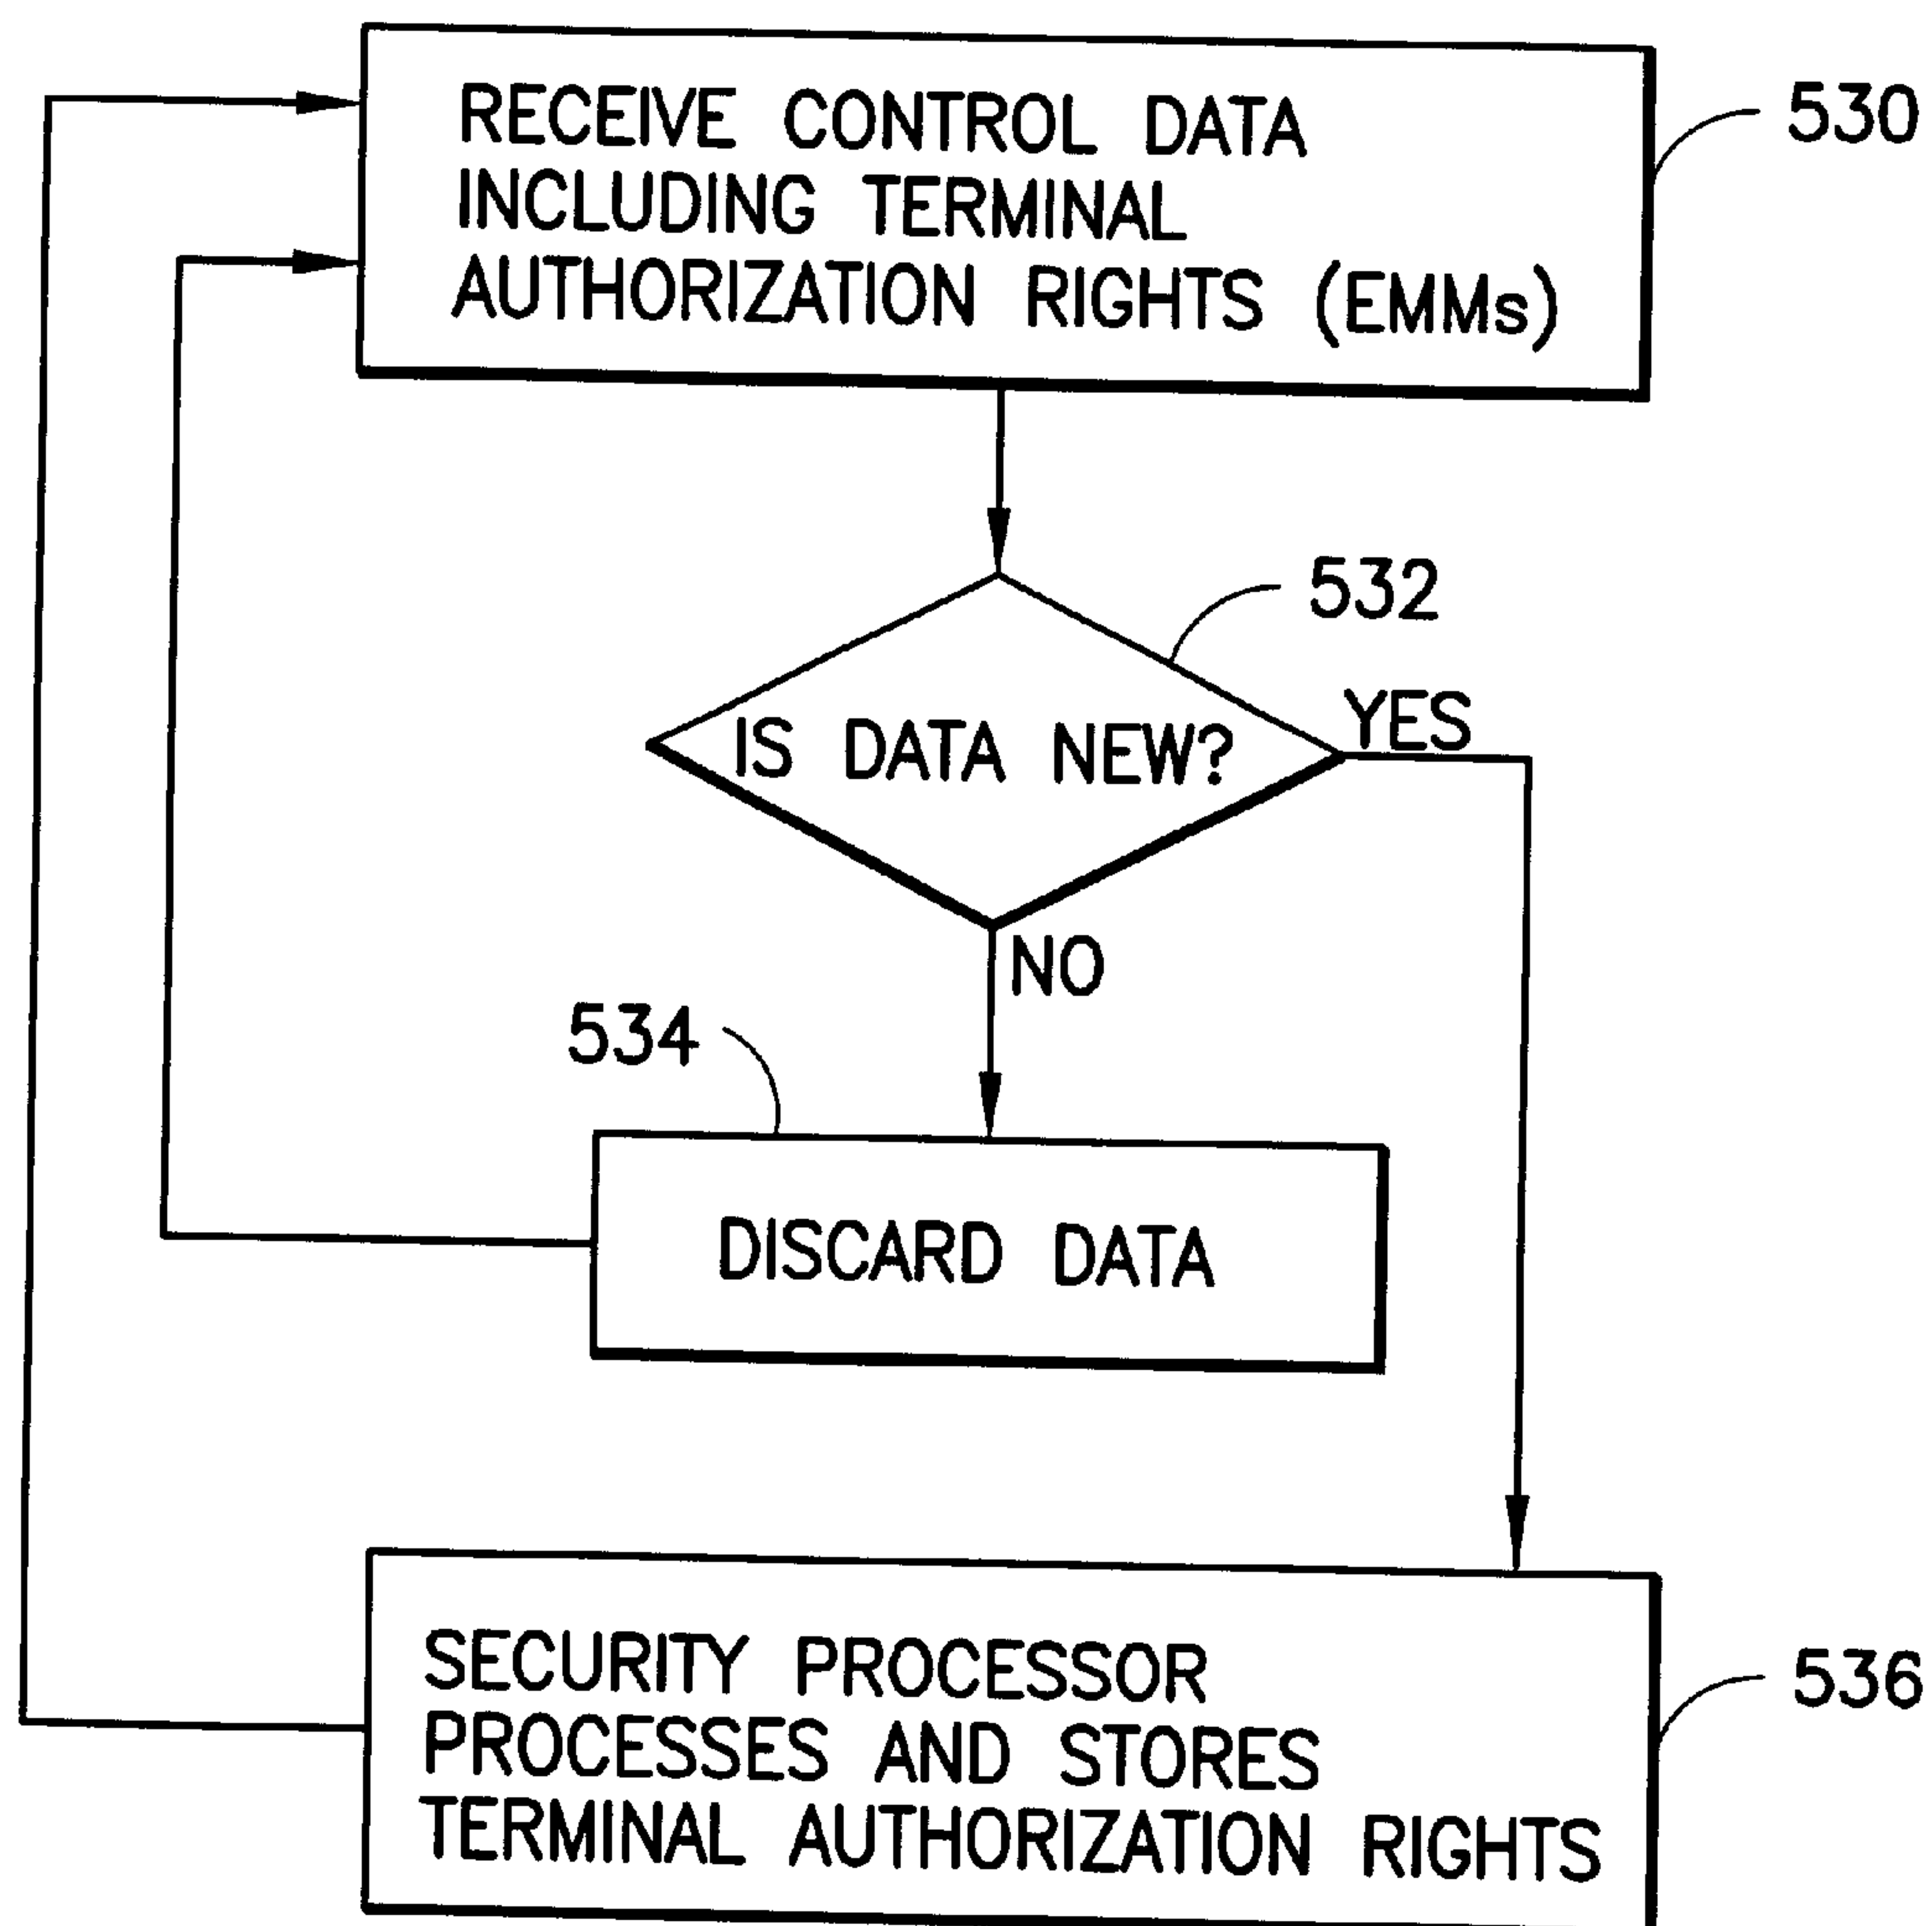 RECEIVE CONTROL DATA
INCLUDING TERMINAL
AUTHORIZATION RIGHTS (EMMs)
530
532
IS DATA NEW?
YES
NO
534
DISCARD DATA
SECURITY PROCESSOR
PROCESSES AND STORES
TERMINAL AUTHORIZATION RIGHTS
536